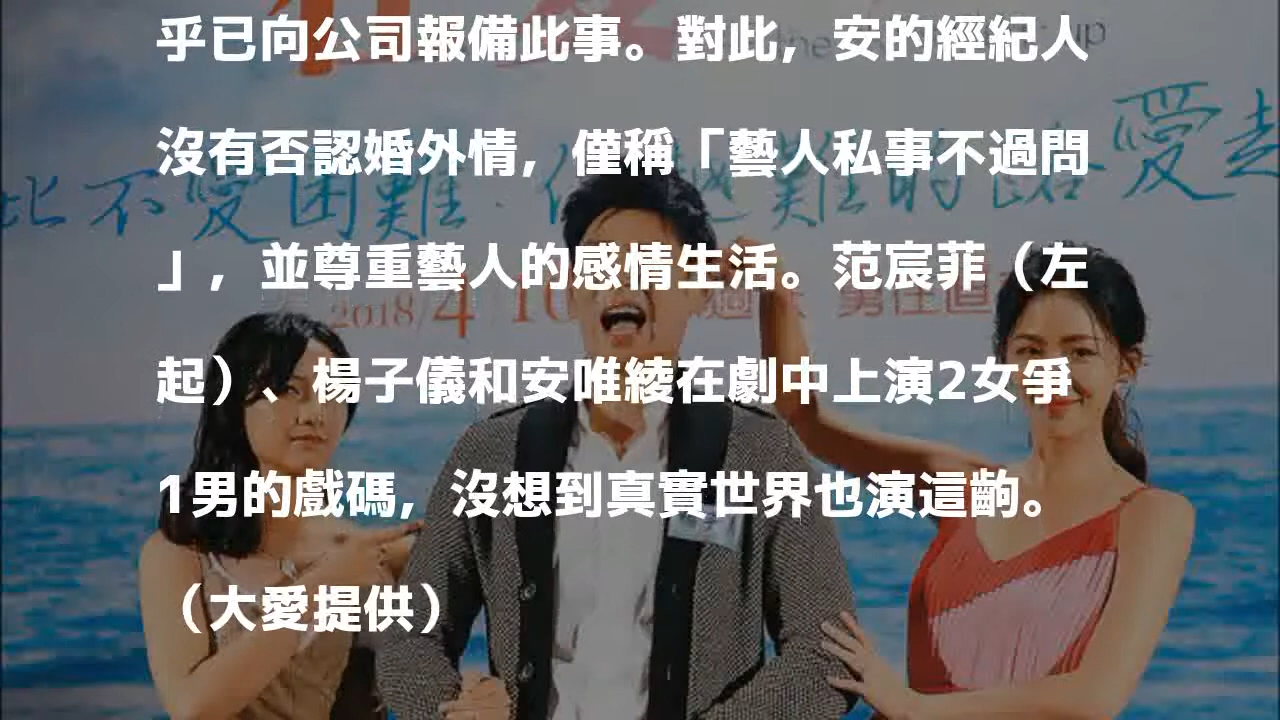 乎已向公司報備此事。對此，安的經紀人
沒有否認婚外情，僅稱「藝人私事不過問
」，並尊重藝人的感情生活。范宸菲（左
起）、楊子儀和安唯綾在劇中上演2女爭
1男的戲碼，沒想到真實世界也演這齣。
（大愛提供）
2018/4